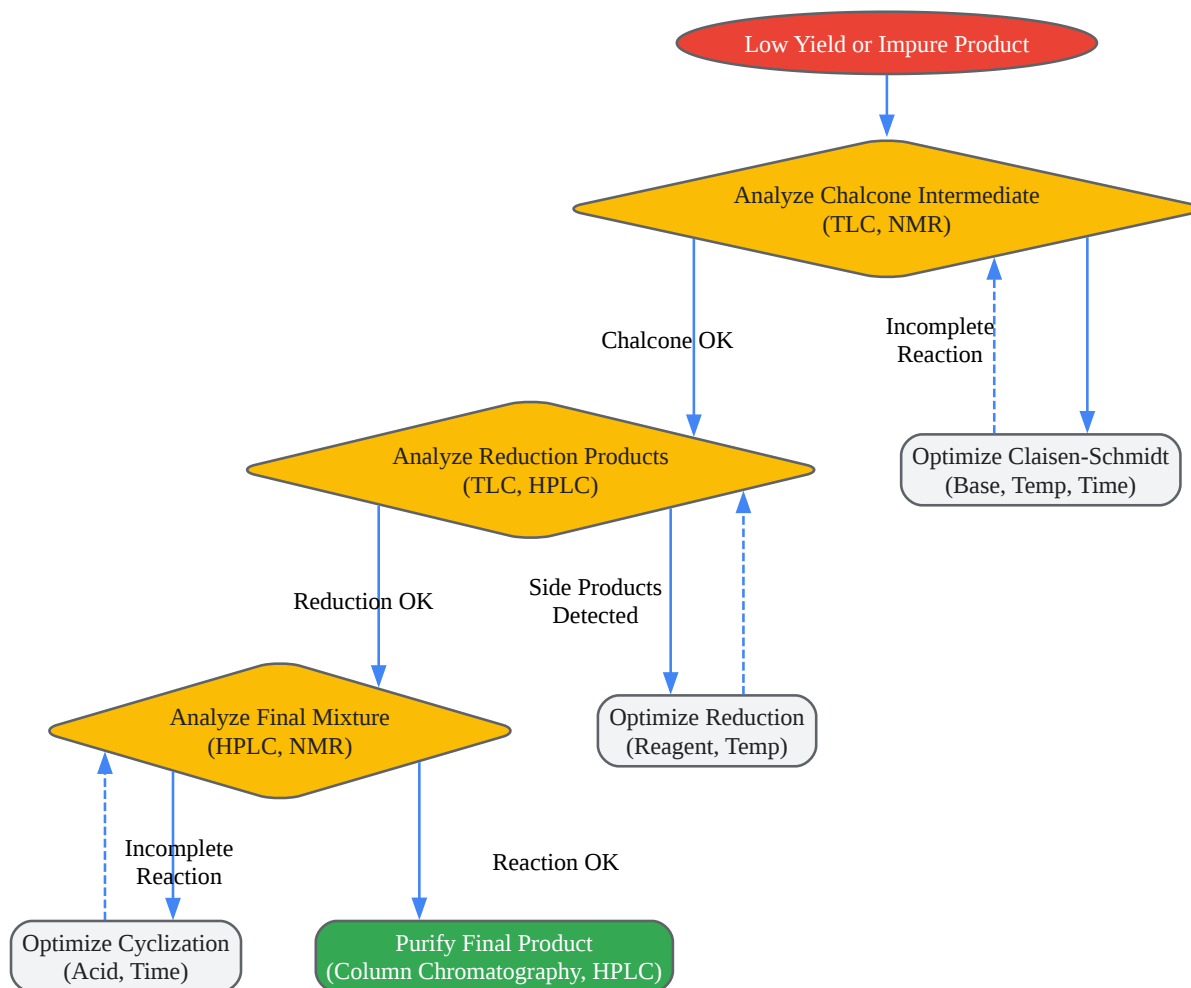 Low Yield or Impure Product
Analyze Chalcone Intermediate
(TLC, NMR)
Chalcone OK
Incomplete
Reaction
Analyze Reduction Products
(TLC, HPLC)
Optimize Claisen-Schmidt
(Base, Temp, Time)
Reduction OK
Side Products
Detected
Analyze Final Mixture
(HPLC, NMR)
Optimize Reduction
(Reagent, Temp)
Incomplete
Reaction
Reaction OK
Optimize Cyclization
(Acid, Time)
Purify Final Product
(Column Chromatography, HPLC)